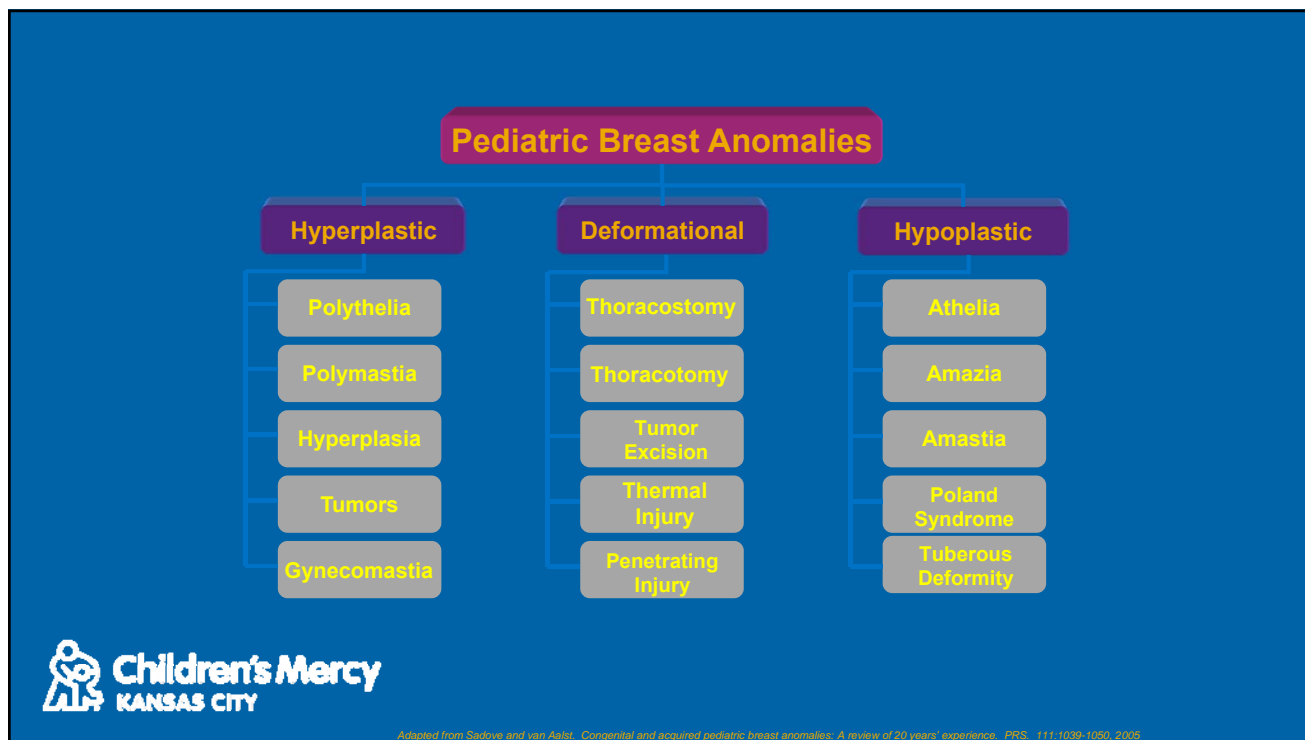 Pediatric Breast Anomalies
Hyperplastic
Polythelia
Polymastia
Hyperplasia
Tumors
Gynecomastia
Deformational
Thoracostomy
Thoracotomy
Tumor
Excision
Thermal
Injury
Penetrating
Injury
Hypoplastic
Athelia
Amazia
Amastia
Poland
Syndrome
Tuberous
Deformity
Children's Mercy
KANSAS CITY
Adapted from Sadove and van Aalst. Congenital and acquired pediatric breast anomalies: A review of 20 years' experience. PRS. 111:1039-1050, 2005